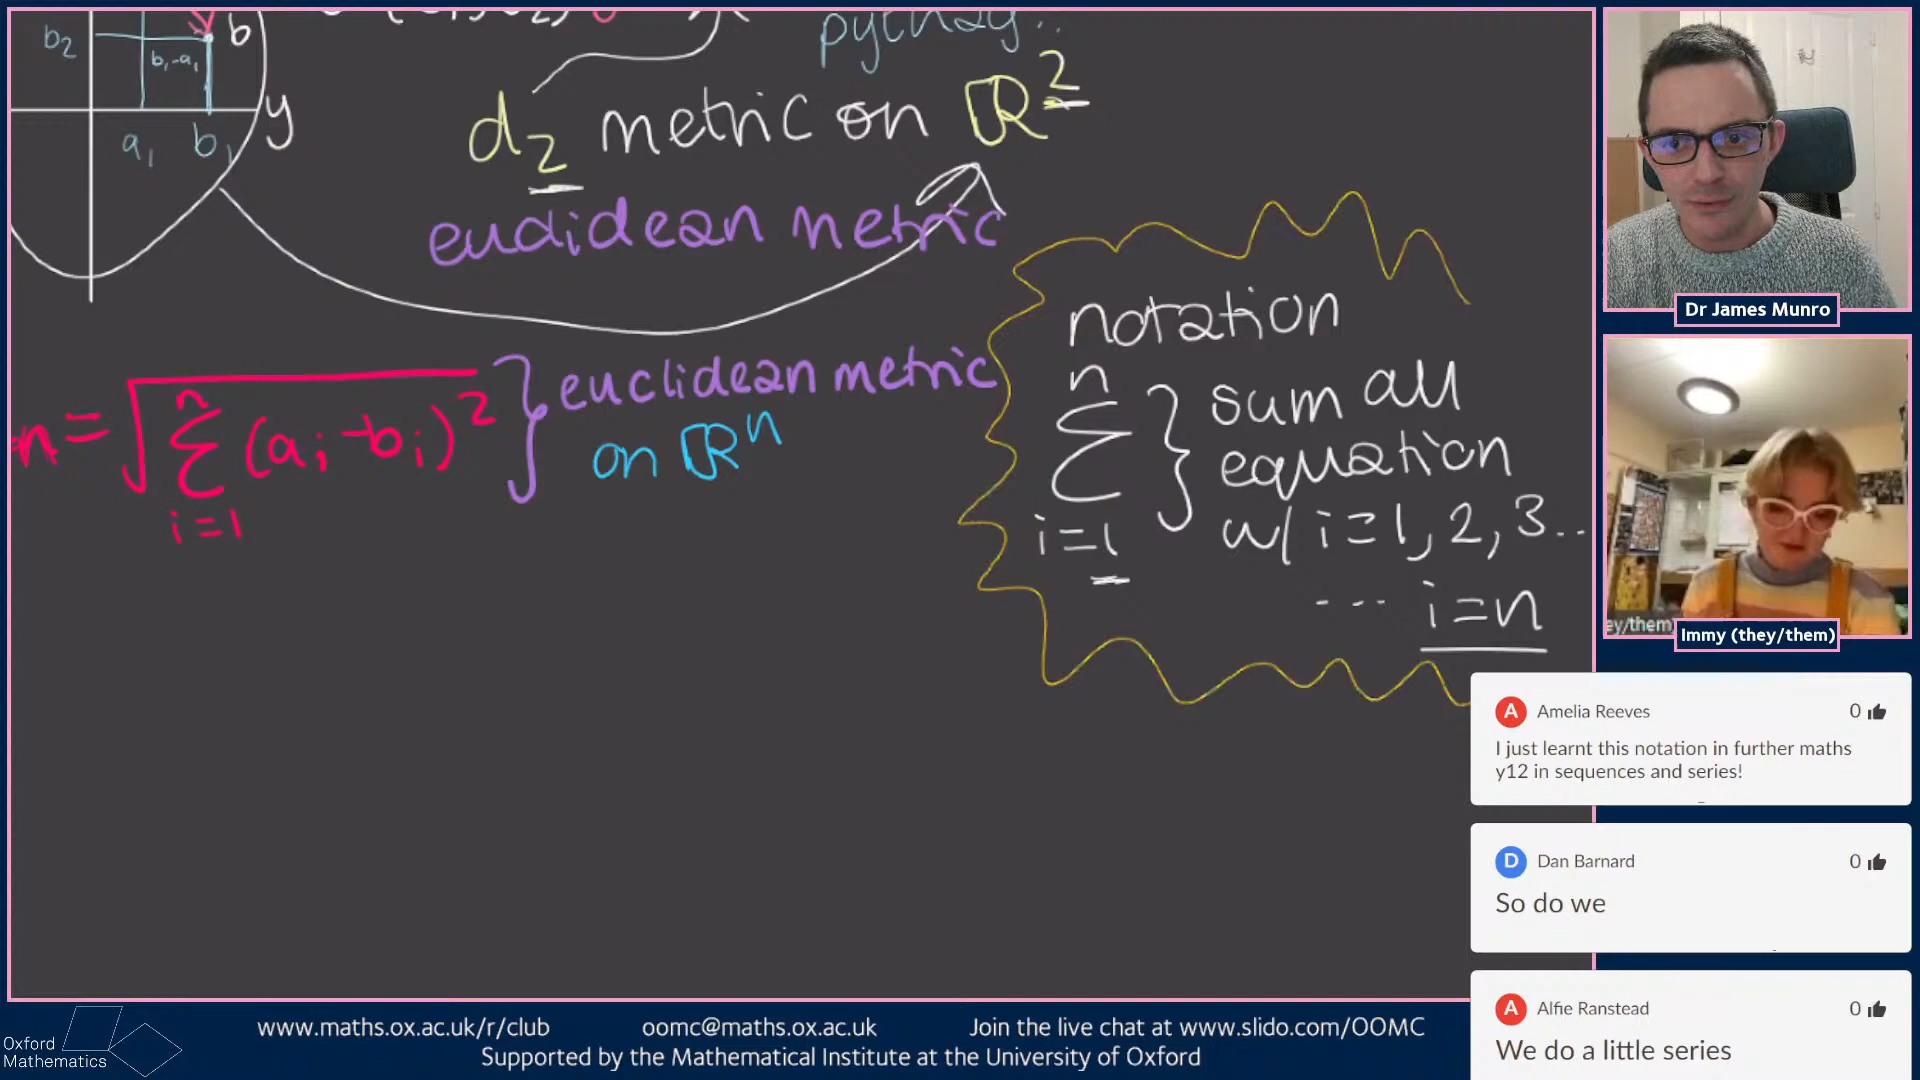 b₂
b
b₁-a₁
y
a₁
b₁
pythag..
d₂ metric on ℝ²
euclidean metric
n = √ n Σ i=1 (aᵢ-bᵢ)² } euclidean metric
on ℝⁿ
notation
n Σ i=1 } sum all
equation
w/ i=1, 2, 3...
--- i=n
Dr James Munro
ey/them)
Immy (they/them)
A Amelia Reeves 0
I just learnt this notation in further maths
y12 in sequences and series!
D Dan Barnard 0
So do we
A Alfie Ranstead 0
We do a little series
Oxford
Mathematics
www.maths.ox.ac.uk/r/club oomc@maths.ox.ac.uk Join the live chat at www.slido.com/OOMC
Supported by the Mathematical Institute at the University of Oxford